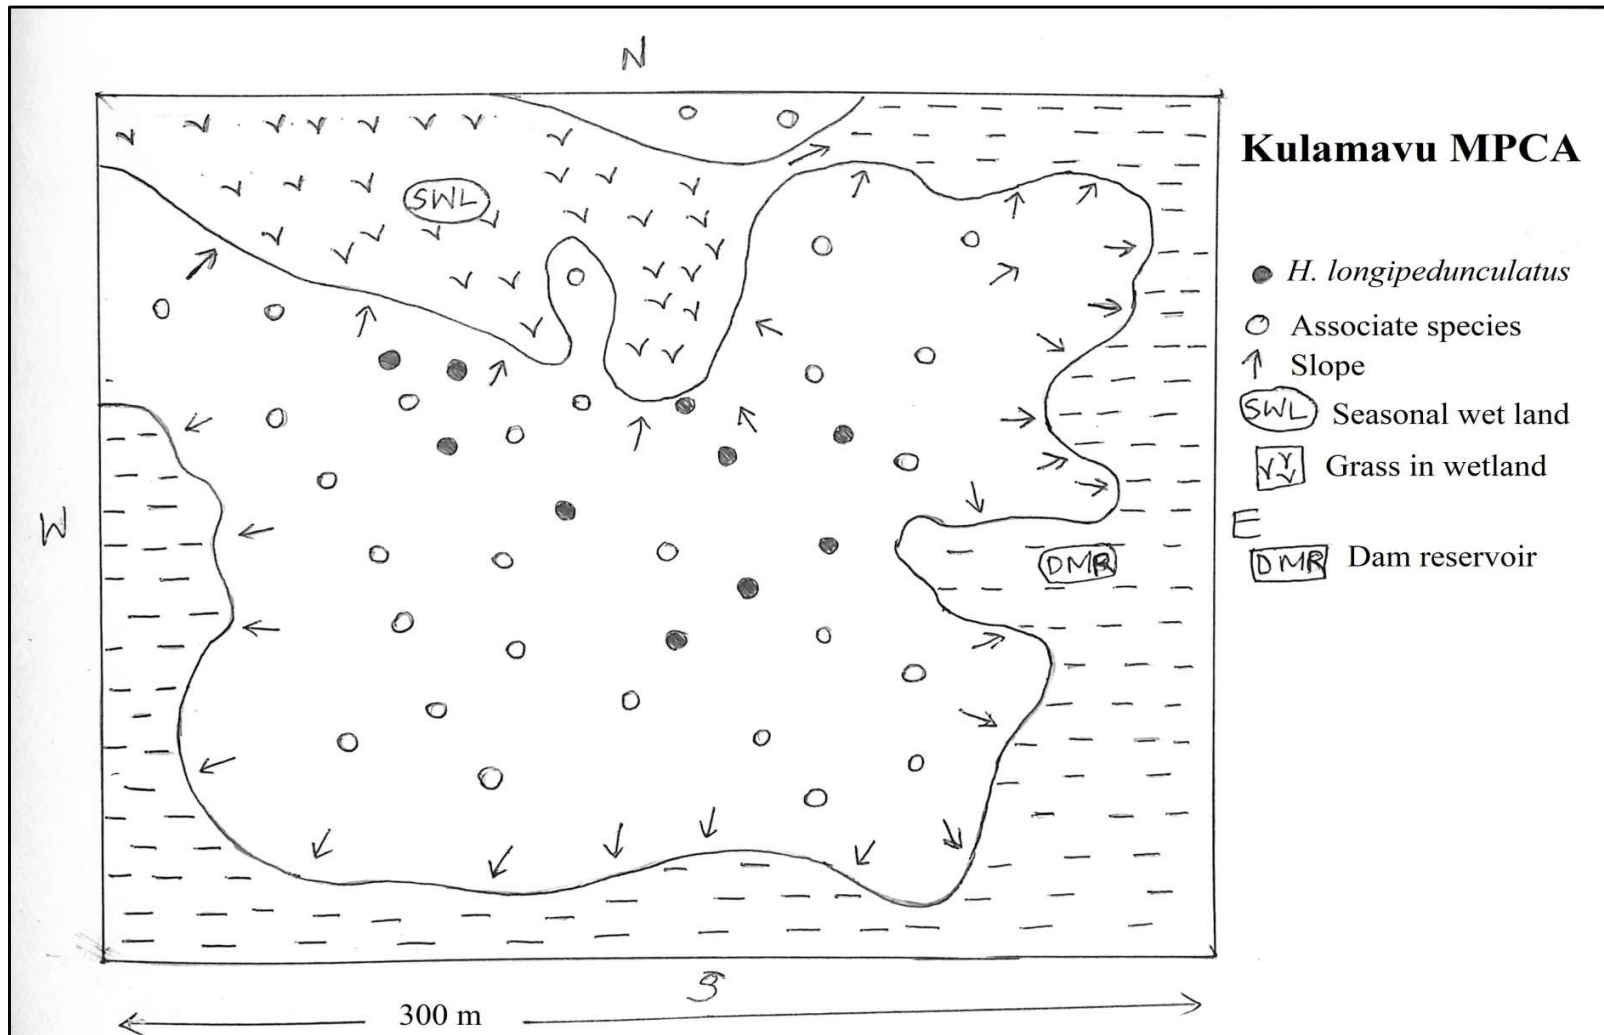 N
Kulamavu MPCA
SWL
H. longipedunculatus
Associate species
Slope
SWL Seasonal wet land
Grass in wetland
W
E
DMR
DMR Dam reservoir
S
300 m